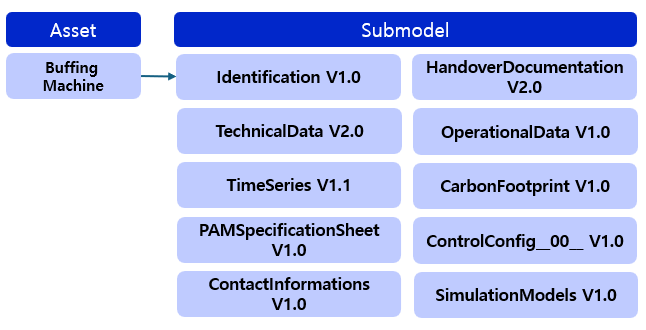 Asset
Submodel
Buffing
Machine
Identification V1.0
HandoverDocumentation
V2.0
TechnicalData V2.0
OperationalData V1.0
TimeSeries V1.1
CarbonFootprint V1.0
PAMSpecificationSheet
V1.0
ControlConfig__00__ V1.0
ContactInformations
V1.0
SimulationModels V1.0